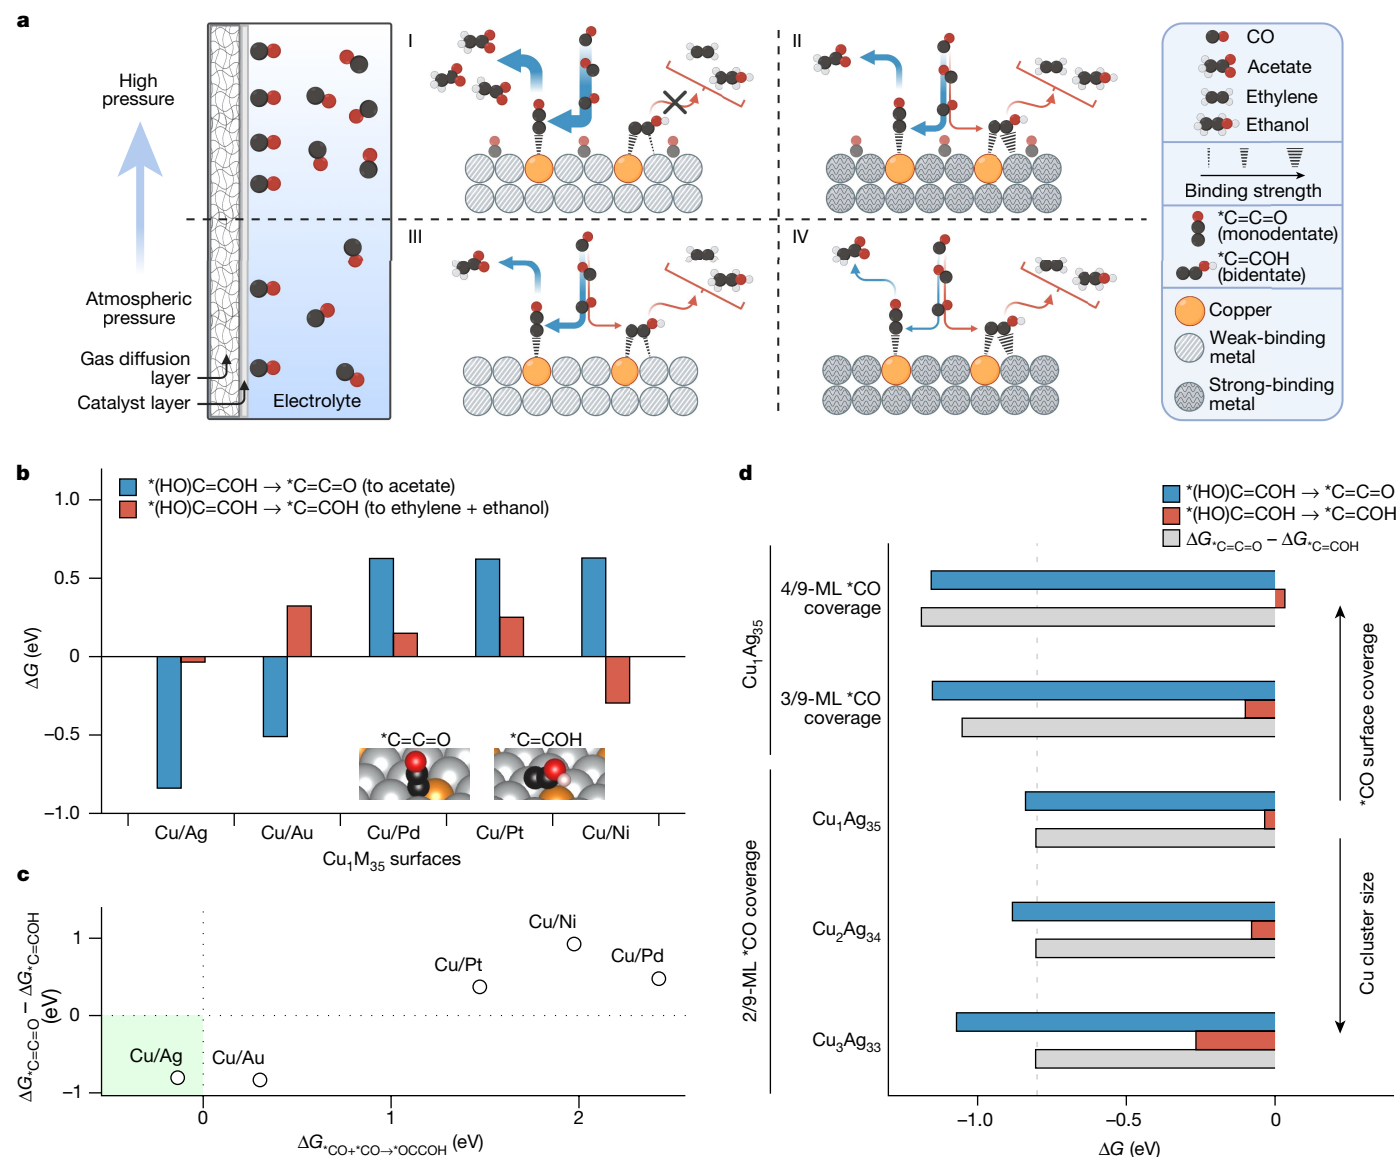 a
High
pressure
Atmospheric
pressure
Gas diffusion
layer
Catalyst layer
Electrolyte
I
II
III
IV
CO
Acetate
Ethylene
Ethanol
Binding strength
*C=C=O
(monodentate)
*C=COH
(bidentate)
Copper
Weak-binding
metal
Strong-binding
metal
b
*(HO)C=COH → *C=C=O (to acetate)
*(HO)C=COH → *C=COH (to ethylene + ethanol)
ΔG (eV)
1.0
0.5
0
−0.5
−1.0
*C=C=O
*C=COH
Cu/Ag
Cu/Au
Cu/Pd
Cu/Pt
Cu/Ni
Cu₁M₃₅ surfaces
c
ΔG*C=C=O − ΔG*C=COH
(eV)
1
0
−1
Cu/Ag
Cu/Au
Cu/Pt
Cu/Ni
Cu/Pd
0
1
2
ΔG*CO+*CO→*OCCOH (eV)
d
*(HO)C=COH → *C=C=O
*(HO)C=COH → *C=COH
ΔG*C=C=O − ΔG*C=COH
Cu₁Ag₃₅
4/9-ML *CO
coverage
3/9-ML *CO
coverage
2/9-ML *CO coverage
Cu₁Ag₃₅
Cu₂Ag₃₄
Cu₃Ag₃₃
*CO surface coverage
Cu cluster size
−1.0
−0.5
0
ΔG (eV)